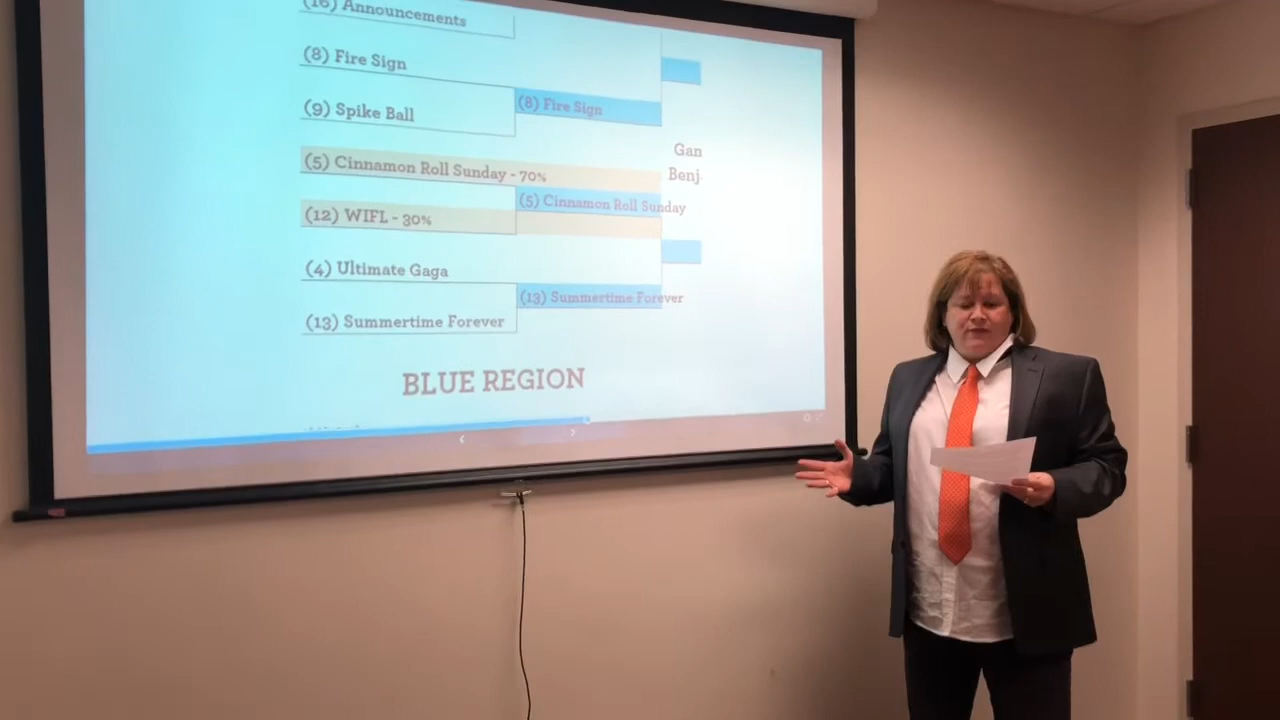 (16) Announcements
(8) Fire Sign
(8) Fire Sign
(9) Spike Ball
Gan
Benj
(5) Cinnamon Roll Sunday - 70%
(5) Cinnamon Roll Sunday
(12) WIFL - 30%
(4) Ultimate Gaga
(13) Summertime Forever
(13) Summertime Forever
BLUE REGION